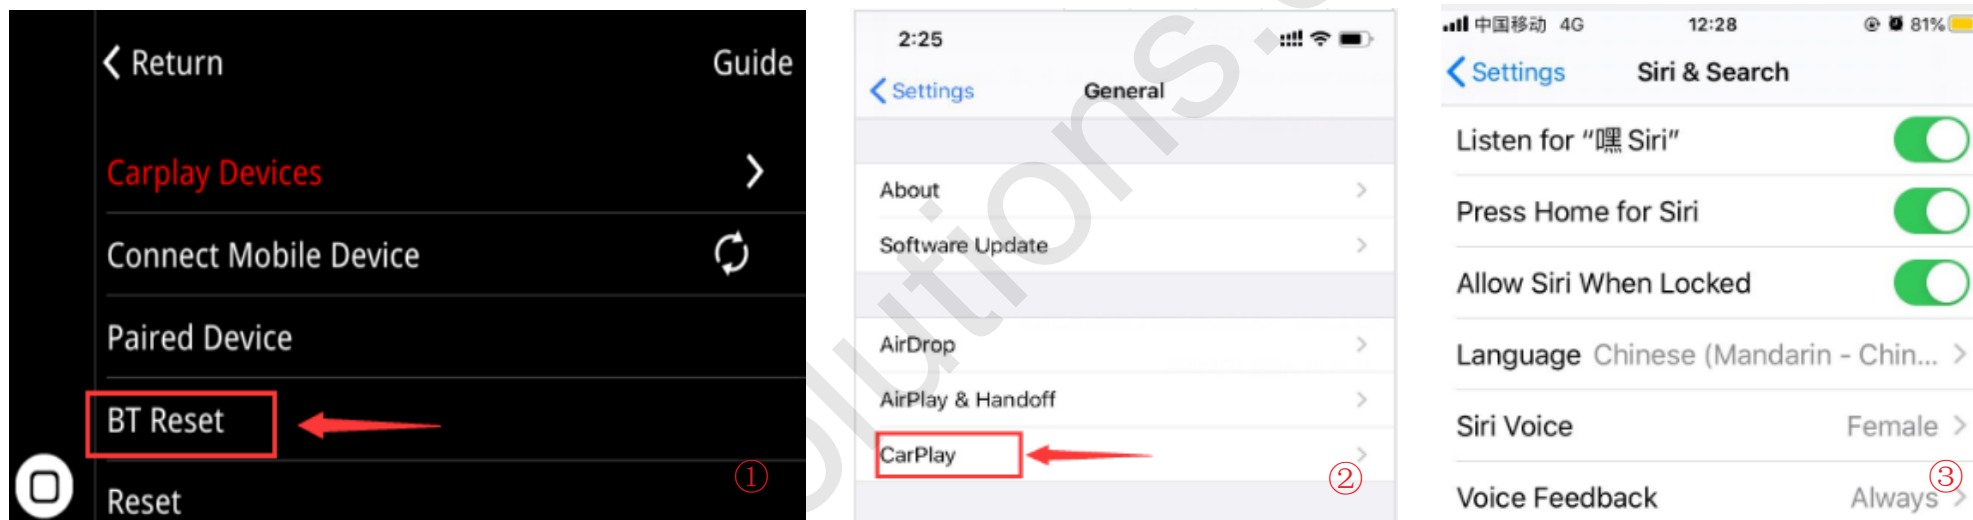 Return
Guide
Carplay Devices
Connect Mobile Device
Paired Device
BT Reset
Reset
①
2:25
Settings
General
About
Software Update
AirDrop
AirPlay & Handoff
CarPlay
②
中国移动 4G
12:28
81%
Settings
Siri & Search
Listen for “嘿 Siri”
Press Home for Siri
Allow Siri When Locked
Language Chinese (Mandarin - Chin...
Siri Voice Female
Voice Feedback Always
③
olutions.